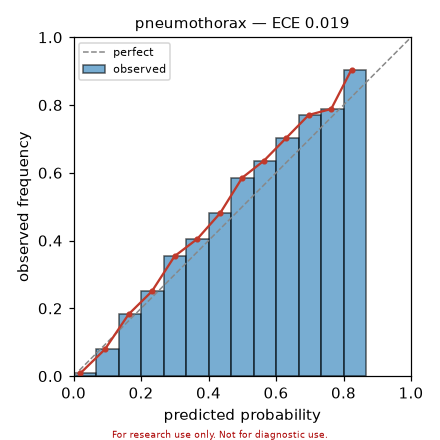 pneumothorax — ECE 0.019
1.0
0.8
0.6
0.4
0.2
0.0
observed frequency
perfect
observed
0.0 0.2 0.4 0.6 0.8 1.0
predicted probability
For research use only. Not for diagnostic use.